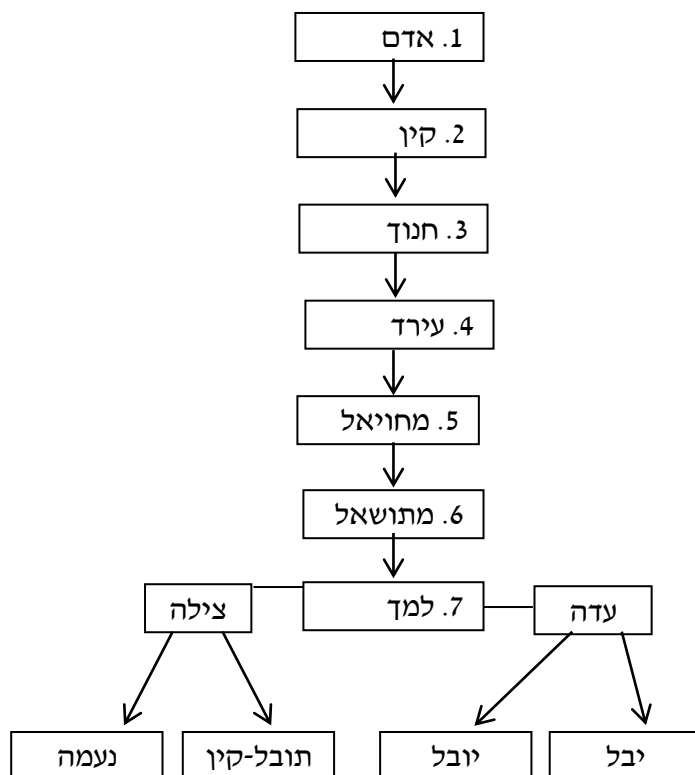 1. אדם
2. קין
3. חנוך
4. עירד
5. מחויאל
6. מתושאל
עדה
7. למך
צילה
יבל
יובל
תובל-קין
נעמה